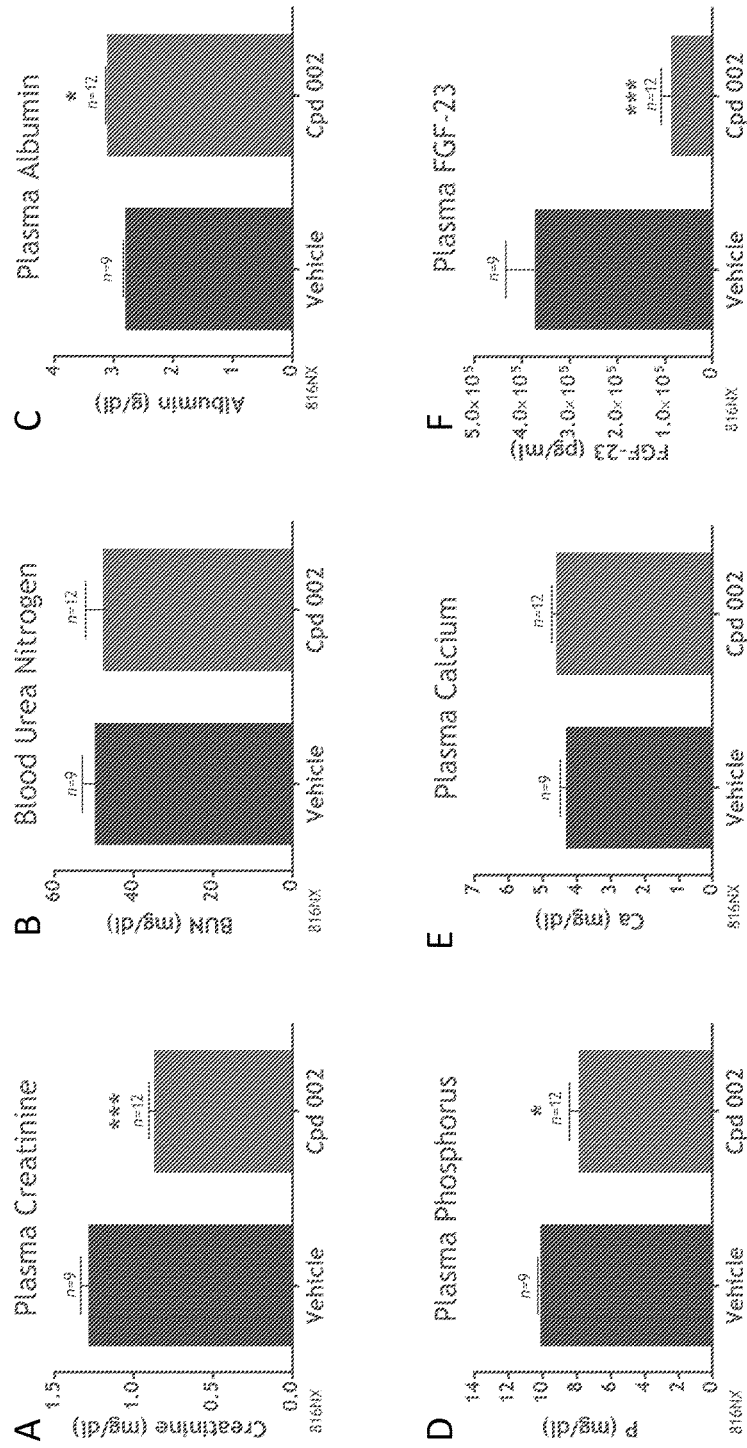 A
Plasma Creatinine
Creatinine (mg/dl)
1.5
1.0
0.5
0.0
n=9
***
n=12
Vehicle
Cpd 002
816NX
B
Blood Urea Nitrogen
BUN (mg/dl)
60
40
20
0
n=9
n=12
Vehicle
Cpd 002
816NX
C
Plasma Albumin
Albumin (g/dl)
4
3
2
1
0
n=9
*
n=12
Vehicle
Cpd 002
816NX
D
Plasma Phosphorus
P (mg/dl)
14
12
10
8
6
4
2
0
n=9
*
n=12
Vehicle
Cpd 002
816NX
E
Plasma Calcium
Ca (mg/dl)
7
6
5
4
3
2
1
0
n=9
n=12
Vehicle
Cpd 002
816NX
F
Plasma FGF-23
FGF-23 (pg/ml)
5.0×10⁵
4.0×10⁵
3.0×10⁵
2.0×10⁵
1.0×10⁵
0
n=9
***
n=12
Vehicle
Cpd 002
816NX